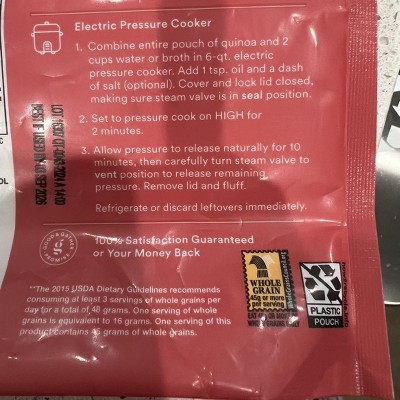 Electric Pressure Cooker
1. Combine entire pouch of quinoa and 2
cups water or broth in 6-qt. electric
pressure cooker. Add 1 tsp. oil and a dash
of salt (optional). Cover and lock lid closed,
making sure steam valve is in seal position.
2. Set to pressure cook on HIGH for
2 minutes.
3. Allow pressure to release naturally for 10
minutes, then carefully turn steam valve to
vent position to release remaining
pressure. Remove lid and fluff.
Refrigerate or discard leftovers immediately.
GOOD & GATHER
PROMISE
g
100% Satisfaction Guaranteed
or Your Money Back
**The 2015 USDA Dietary Guidelines recommends
consuming at least 3 servings of whole grains per
day for a total of 48 grams. One serving of whole
grains is equivalent to 16 grams. One serving of this
product contains 45 grams of whole grains.
WHOLE
GRAIN
45g or more
per serving
WholeGrainsCouncil.org
PLASTIC
POUCH